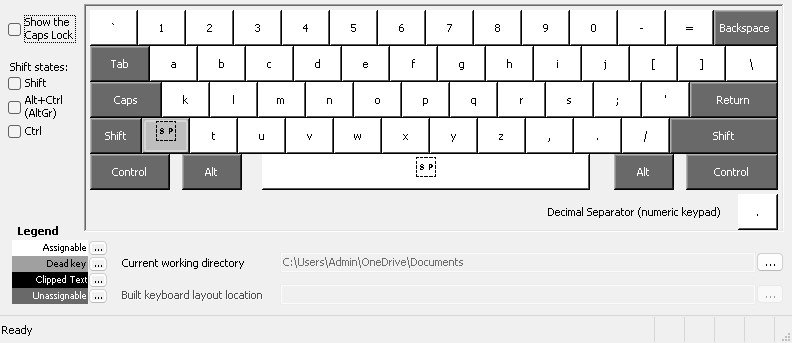 Show the
Caps Lock
Shift states:
Shift
Alt+Ctrl
(AltGr)
Ctrl
` 1 2 3 4 5 6 7 8 9 0 - = Backspace
Tab a b c d e f g h i j [ ] \
Caps k l m n o p q r s ; ' Return
Shift SP t u v w x y z , . / Shift
Control Alt SP Alt Control
Decimal Separator (numeric keypad) .
Legend
Assignable ...
Dead key ...
Clipped Text ...
Unassignable ...
Current working directory C:\Users\Admin\OneDrive\Documents ...
Built keyboard layout location ...
Ready